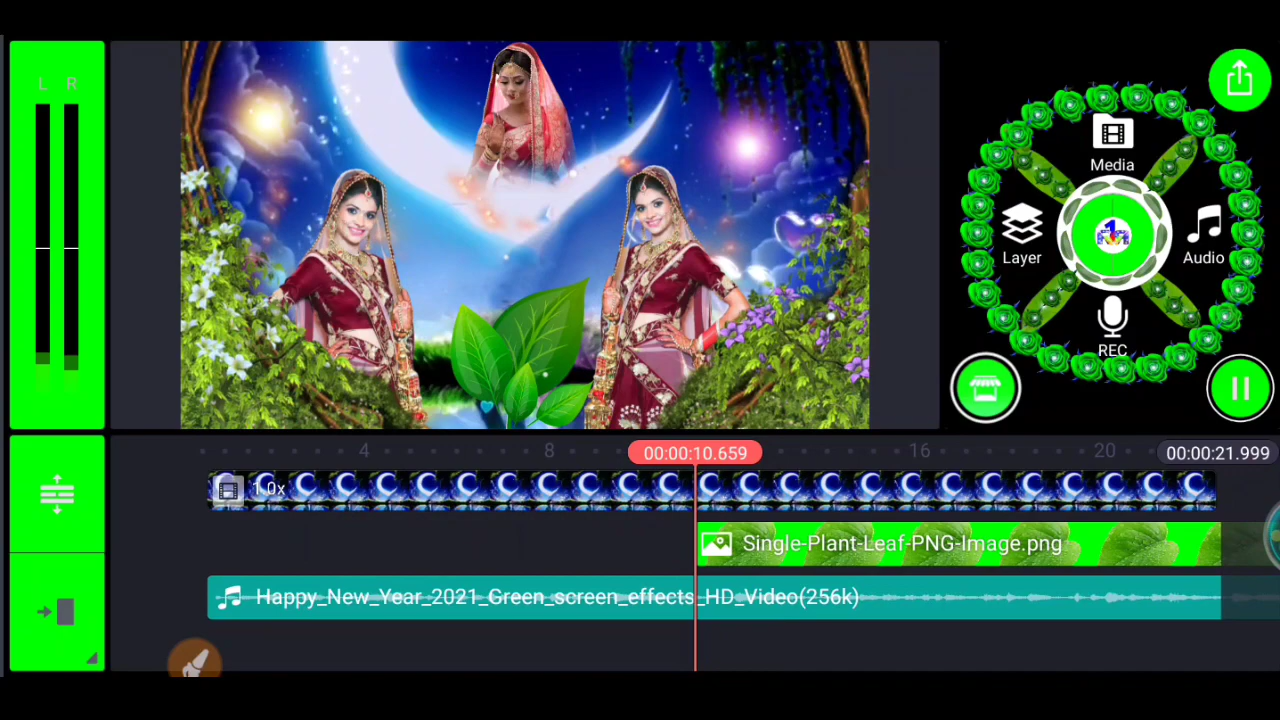 L R
Media
Layer
Audio
REC
4 8 00:00:10.659 16 20 00:00:21.999
1.0x
Single-Plant-Leaf-PNG-Image.png
Happy_New_Year_2021_Green_screen_effects_HD_Video(256k)